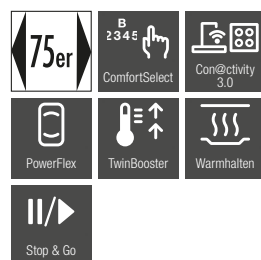 75er
B
2345
ComfortSelect
Con@ctivity
3.0
PowerFlex
TwinBooster
Warmhalten
Stop & Go